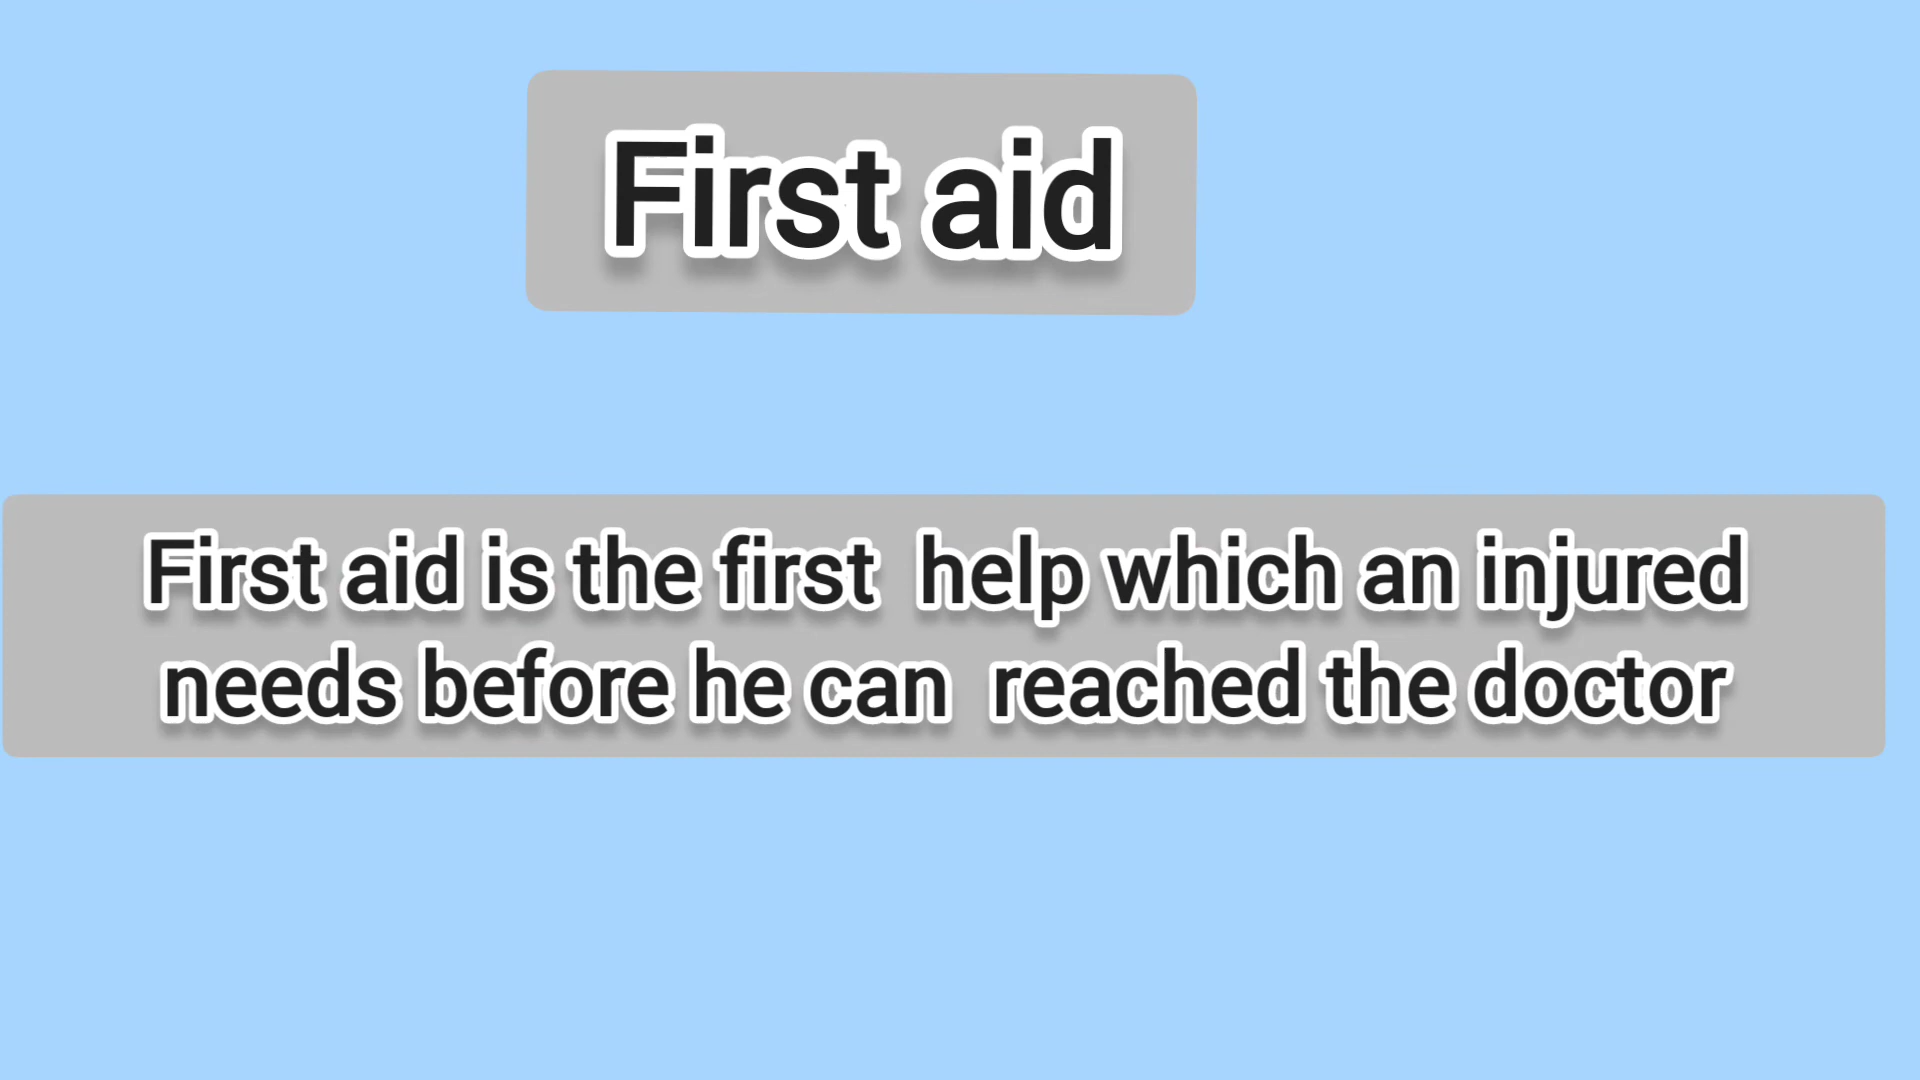 First aid
First aid is the first  help which an injured
needs before he can  reached the doctor